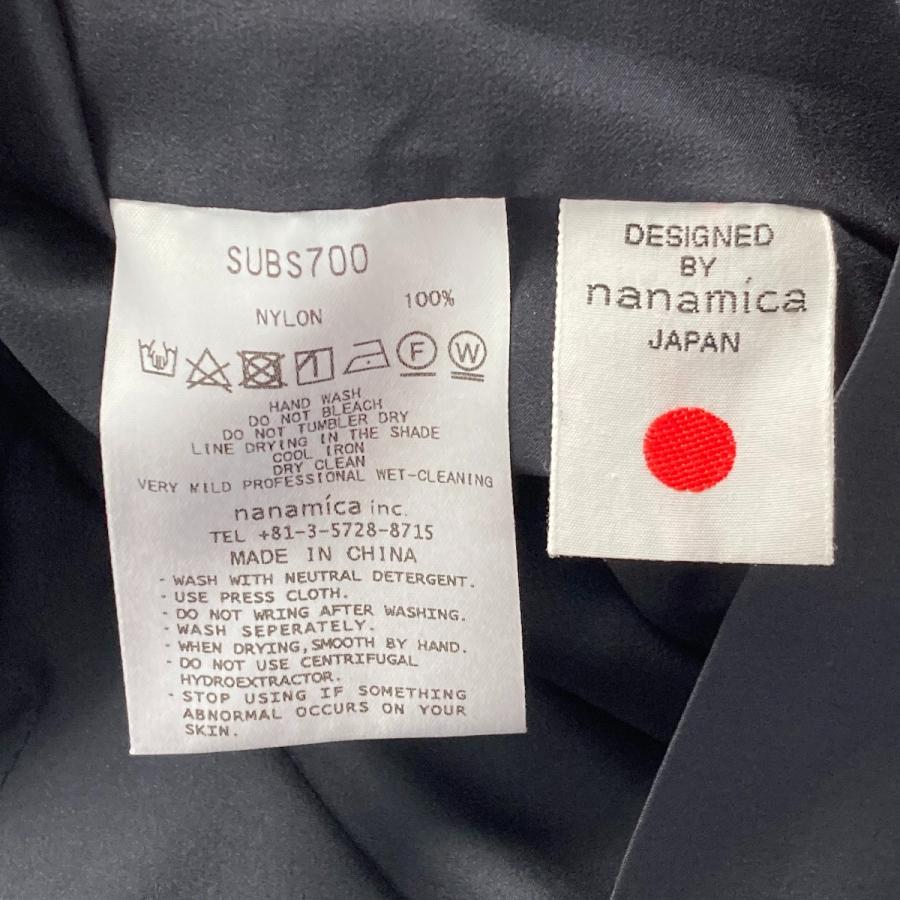 SUBS700
NYLON 100%
F W
HAND WASH
DO NOT BLEACH
DO NOT TUMBLER DRY
LINE DRYING IN THE SHADE
COOL IRON
DRY CLEAN
VERY MILD PROFESSIONAL WET-CLEANING
nanamíca inc.
TEL +81-3-5728-8715
MADE IN CHINA
- WASH WITH NEUTRAL DETERGENT.
- USE PRESS CLOTH.
- DO NOT WRING AFTER WASHING.
- WASH SEPERATELY.
- WHEN DRYING,SMOOTH BY HAND.
- DO NOT USE CENTRIFUGAL
HYDROEXTRACTOR.
- STOP USING IF SOMETHING
ABNORMAL OCCURS ON YOUR
SKIN.
DESIGNED
BY
nanamíca
JAPAN